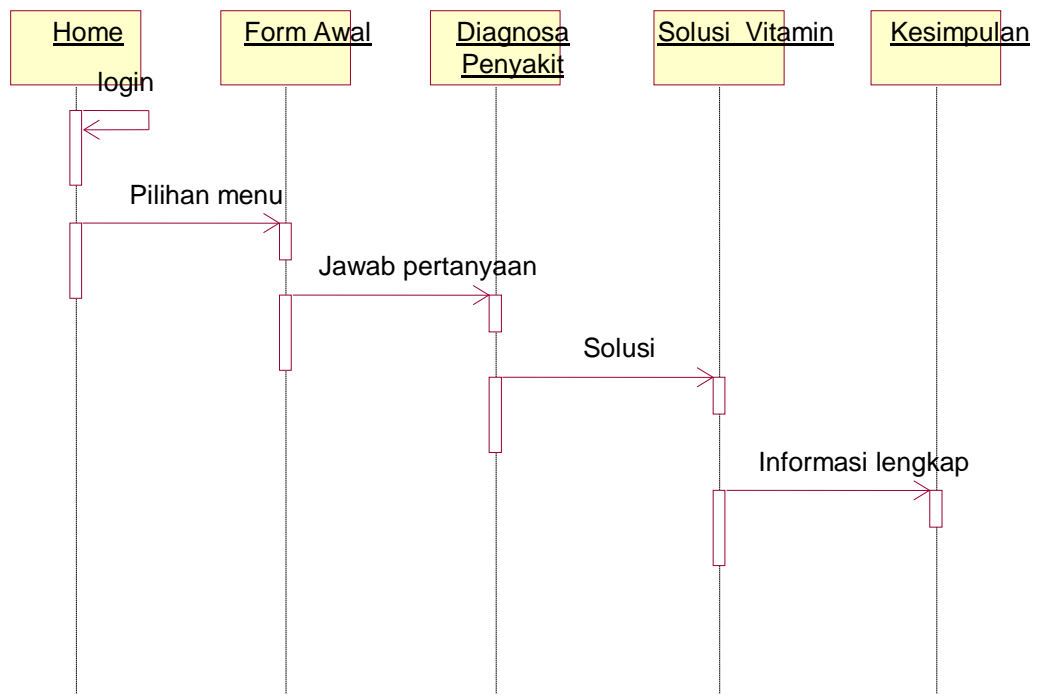 Home
Form Awal
Diagnosa
Penyakit
Solusi Vitamin
Kesimpulan
login
Pilihan menu
Jawab pertanyaan
Solusi
Informasi lengkap